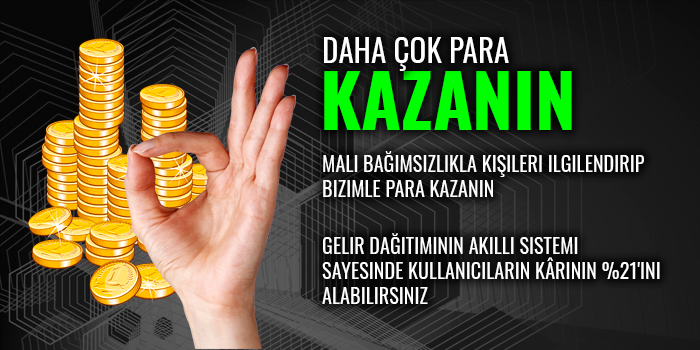 DAHA ÇOK PARA
KAZANIN
MALI BAĞIMSIZLIKLA KIŞILERI ILGILENDIRIP
BIZIMLE PARA KAZANIN
GELIR DAĞITIMININ AKILLI SISTEMI
SAYESINDE KULLANICILARIN KÂRININ %21'INI
ALABILIRSINIZ